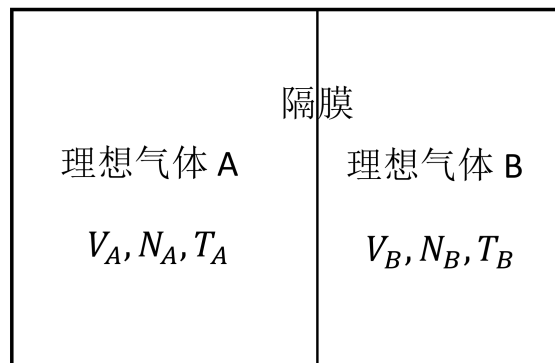 隔膜
理想气体 A
理想气体 B
V_A, N_A, T_A
V_B, N_B, T_B